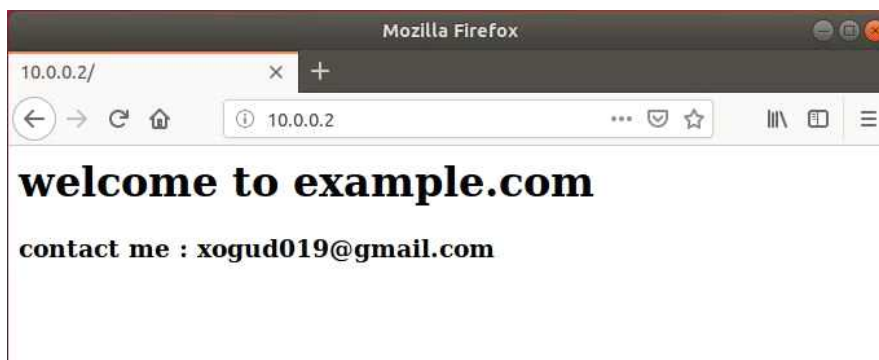 Mozilla Firefox
10.0.0.2/
10.0.0.2
welcome to example.com
contact me : xogud019@gmail.com